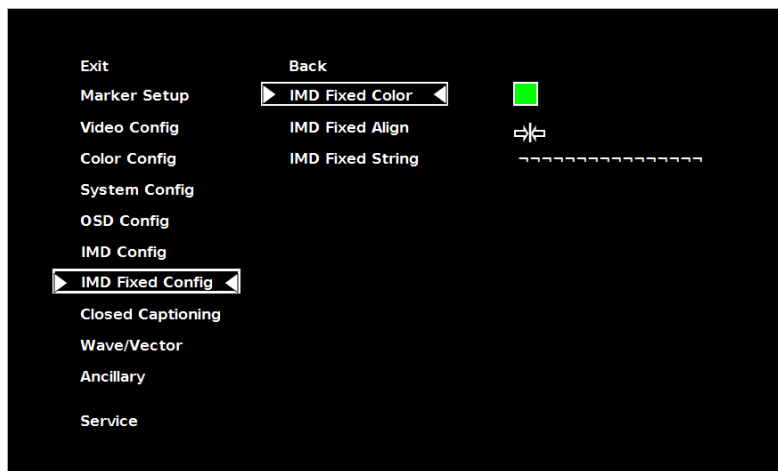 Exit
Back
Marker Setup
IMD Fixed Color
Video Config
IMD Fixed Align
Color Config
IMD Fixed String
¬¬¬¬¬¬¬¬¬¬¬¬¬¬¬¬
System Config
OSD Config
IMD Config
IMD Fixed Config
Closed Captioning
Wave/Vector
Ancillary
Service